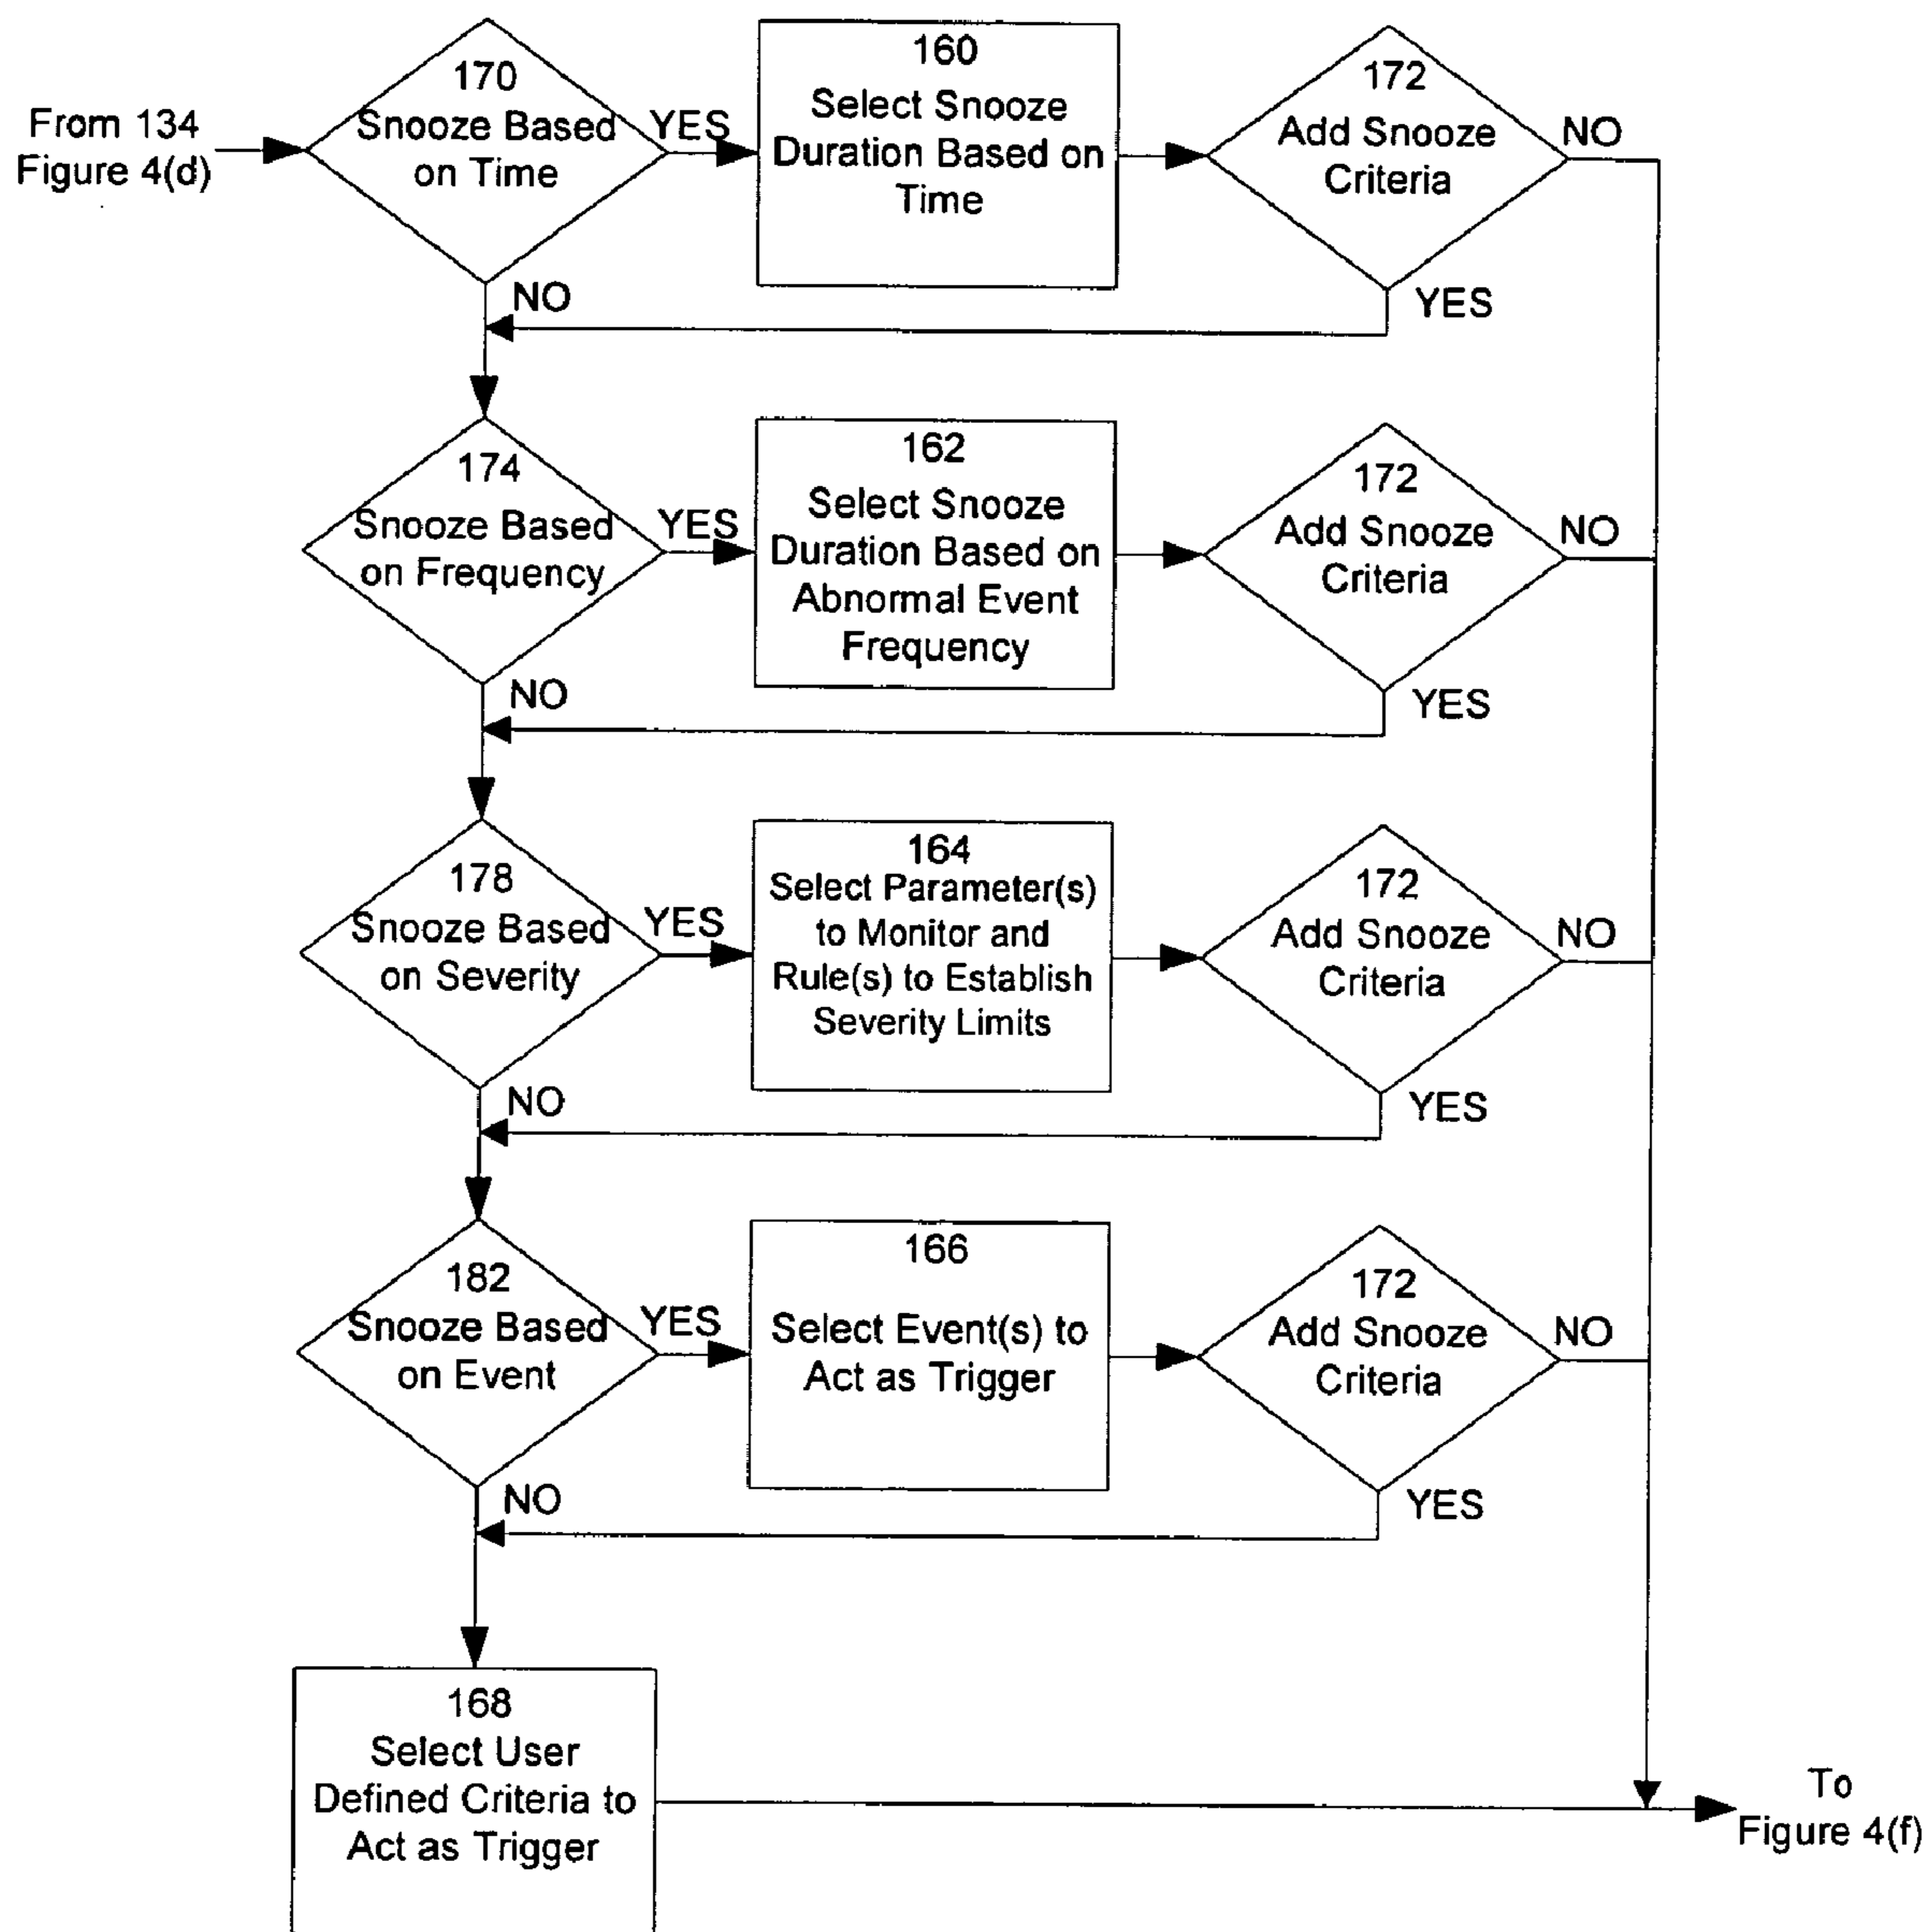 From 134
Figure 4(d)
170
Snooze Based
on Time
YES
160
Select Snooze
Duration Based on
Time
172
Add Snooze
Criteria
NO
NO
YES
174
Snooze Based
on Frequency
YES
162
Select Snooze
Duration Based on
Abnormal Event
Frequency
172
Add Snooze
Criteria
NO
NO
YES
178
Snooze Based
on Severity
YES
164
Select Parameter(s)
to Monitor and
Rule(s) to Establish
Severity Limits
172
Add Snooze
Criteria
NO
NO
YES
182
Snooze Based
on Event
YES
166
Select Event(s) to
Act as Trigger
172
Add Snooze
Criteria
NO
NO
YES
168
Select User
Defined Criteria to
Act as Trigger
To
Figure 4(f)